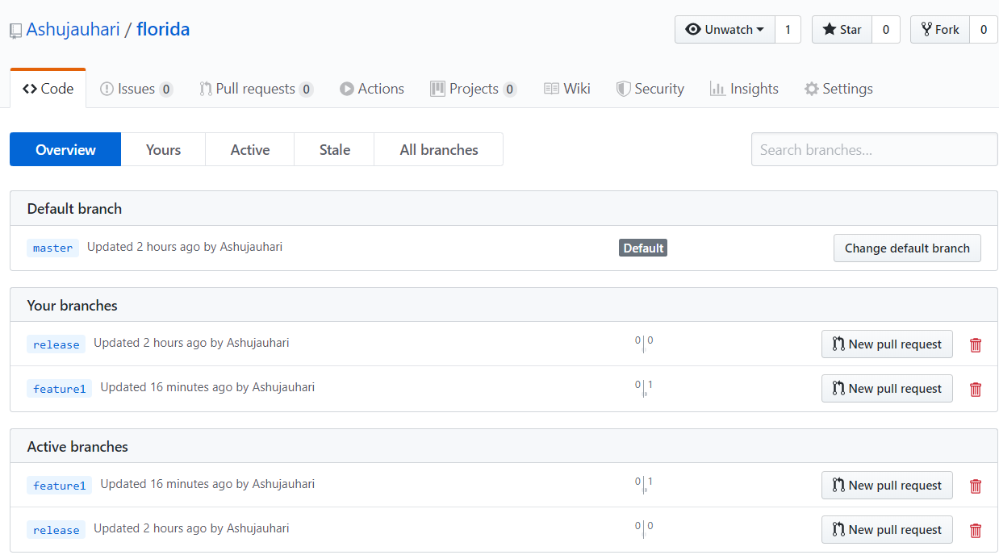 Ashujauhari / florida Unwatch 1 Star 0 Fork 0
Code Issues 0 Pull requests 0 Actions Projects 0 Wiki Security Insights Settings
Overview Yours Active Stale All branches Search branches...
Default branch
master Updated 2 hours ago by Ashujauhari Default Change default branch
Your branches
release Updated 2 hours ago by Ashujauhari 0 0 New pull request
feature1 Updated 16 minutes ago by Ashujauhari 0 1 New pull request
Active branches
feature1 Updated 16 minutes ago by Ashujauhari 0 1 New pull request
release Updated 2 hours ago by Ashujauhari 0 0 New pull request